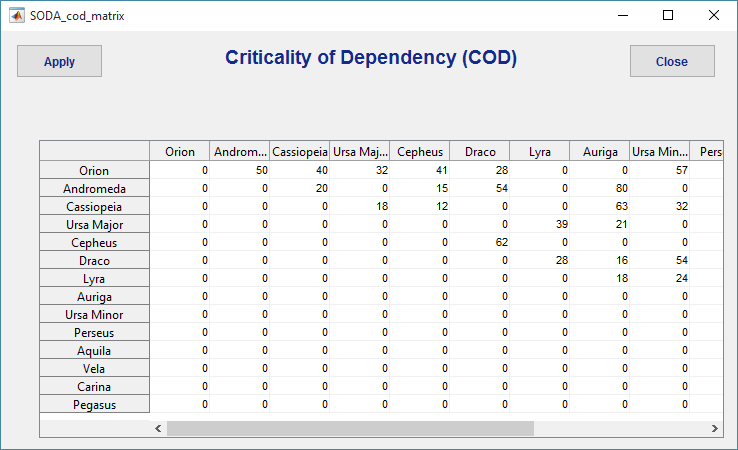 SODA_cod_matrix
Apply
Criticality of Dependency (COD)
Close
Orion Androm... Cassiopeia Ursa Maj... Cepheus Draco Lyra Auriga Ursa Min... Perse
Orion 0 50 40 32 41 28 0 0 57
Andromeda 0 0 20 0 15 54 0 80 0
Cassiopeia 0 0 0 18 12 0 0 63 32
Ursa Major 0 0 0 0 0 0 39 21 0
Cepheus 0 0 0 0 0 62 0 0 0
Draco 0 0 0 0 0 0 28 16 54
Lyra 0 0 0 0 0 0 0 18 24
Auriga 0 0 0 0 0 0 0 0 0
Ursa Minor 0 0 0 0 0 0 0 0 0
Perseus 0 0 0 0 0 0 0 0 0
Aquila 0 0 0 0 0 0 0 0 0
Vela 0 0 0 0 0 0 0 0 0
Carina 0 0 0 0 0 0 0 0 0
Pegasus 0 0 0 0 0 0 0 0 0